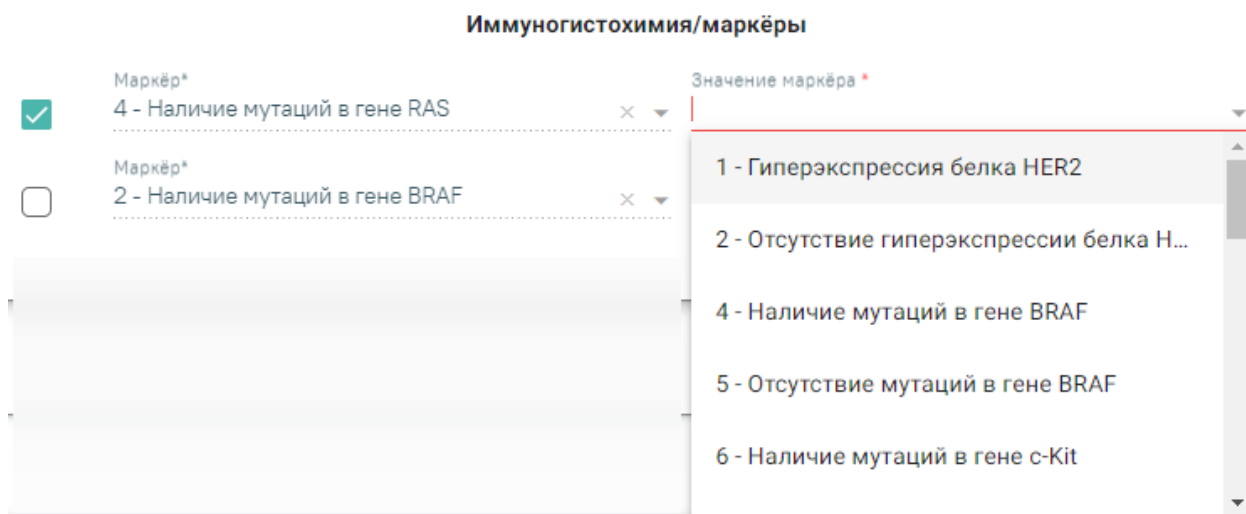 Иммуногистохимия/маркёры
Маркёр*
4 - Наличие мутаций в гене RAS
Значение маркёра *
Маркёр*
2 - Наличие мутаций в гене BRAF
1 - Гиперэкспрессия белка HER2
2 - Отсутствие гиперэкспрессии белка H...
4 - Наличие мутаций в гене BRAF
5 - Отсутствие мутаций в гене BRAF
6 - Наличие мутаций в гене c-Kit